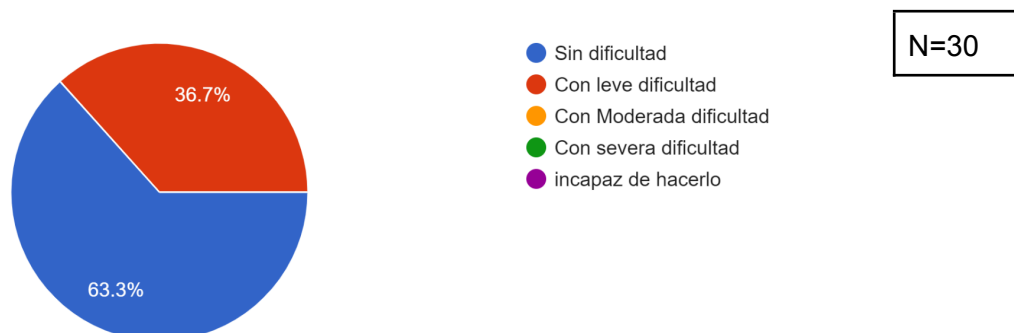 N=30
36.7%
63.3%
Sin dificultad
Con leve dificultad
Con Moderada dificultad
Con severa dificultad
incapaz de hacerlo